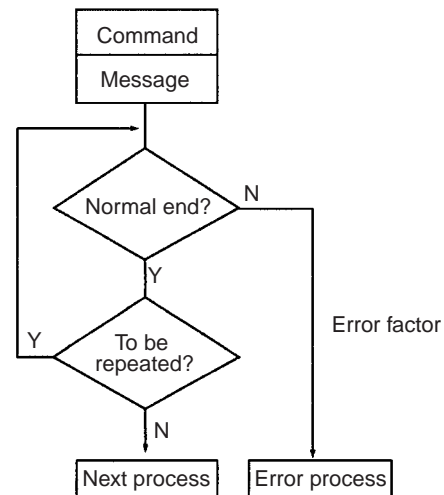 Command
Message
N
Normal end?
Y
Error factor
Y
To be
repeated?
N
Next process
Error process